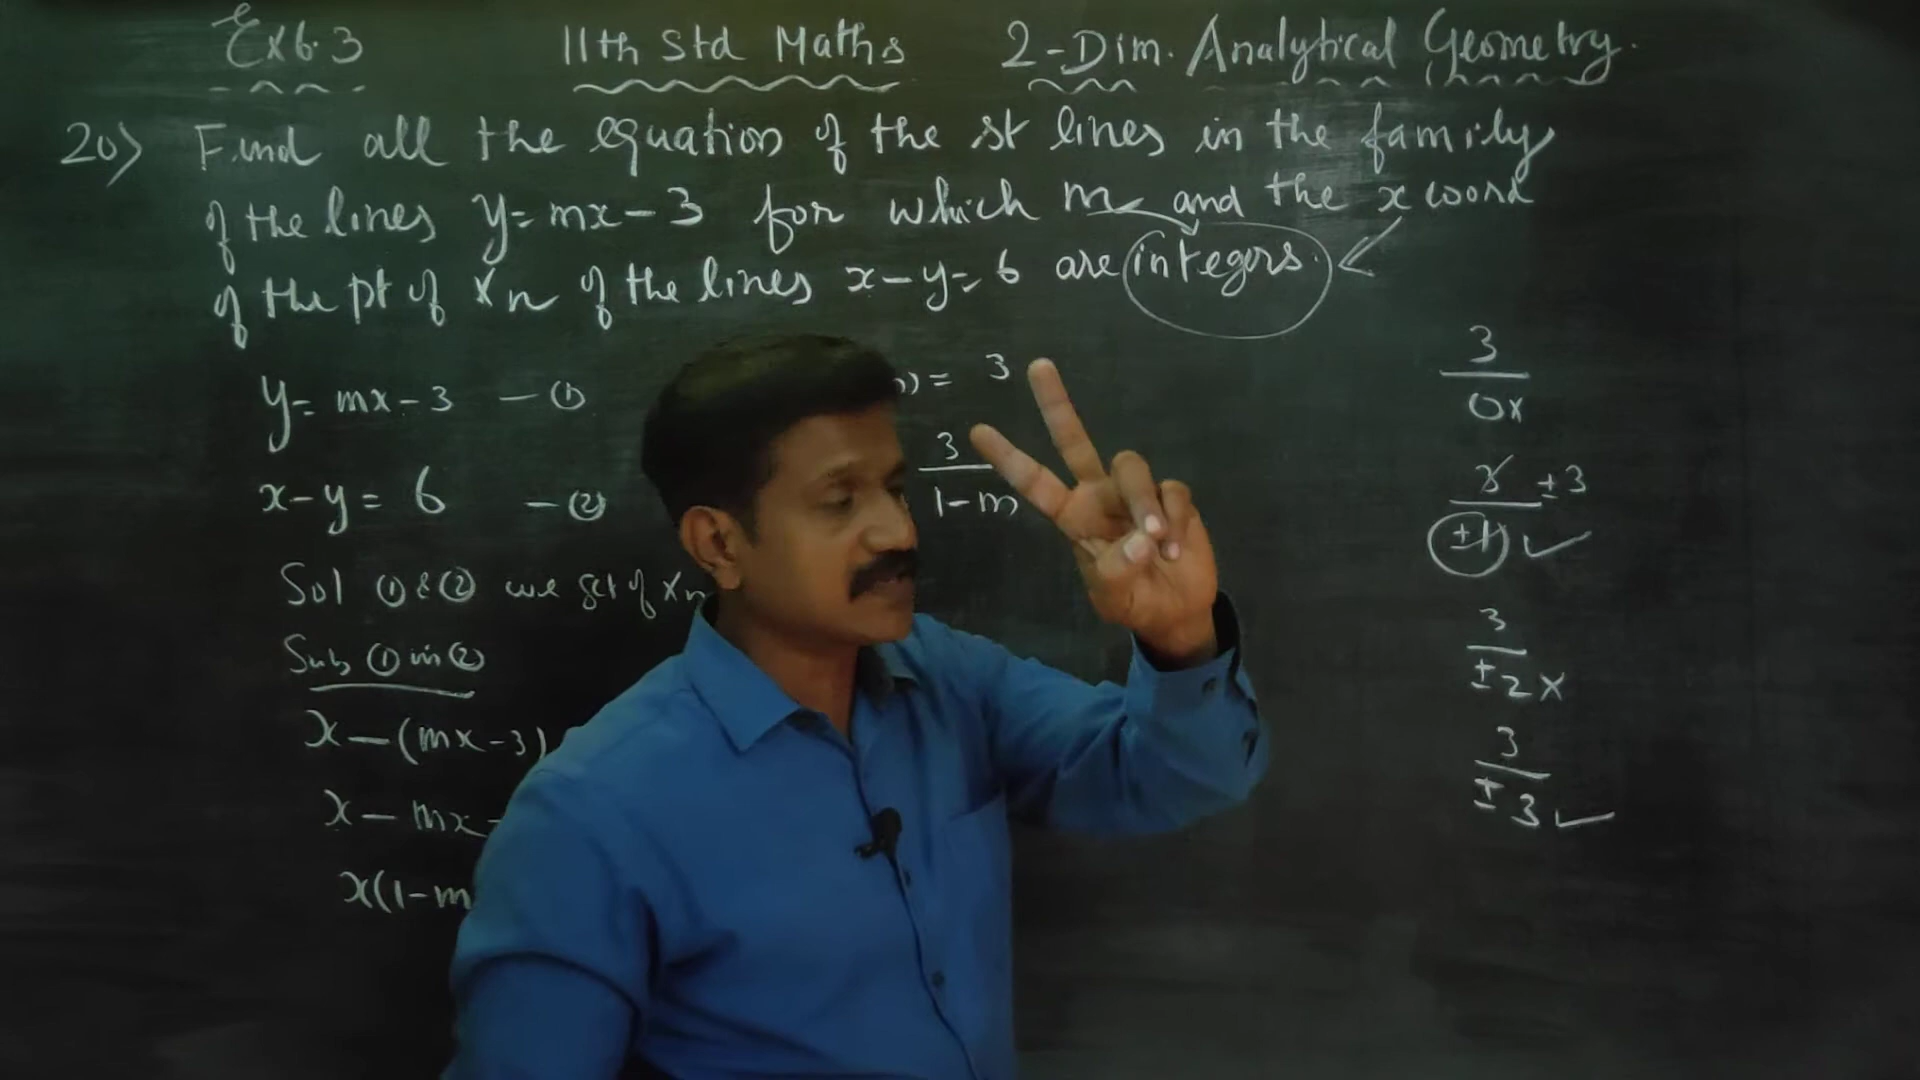 Ex 6.3 11th Std Maths 2-Dim. Analytical Geometry.
20) Find all the equation of the st lines in the family
of the lines y = mx - 3 for which m and the x coord
of the pt of xn of the lines x - y = 6 are integers.
y = mx - 3 — ①
x - y = 6 — ②
Sol ① & ② we get of xn
Sub ① in ②
x - (mx - 3)
x - mx -
x(1 - m
) = 3
3
1 - m
3
0 x
3 ± 3
± 1 ✓
3
± 2 x
3
± 3 ✓